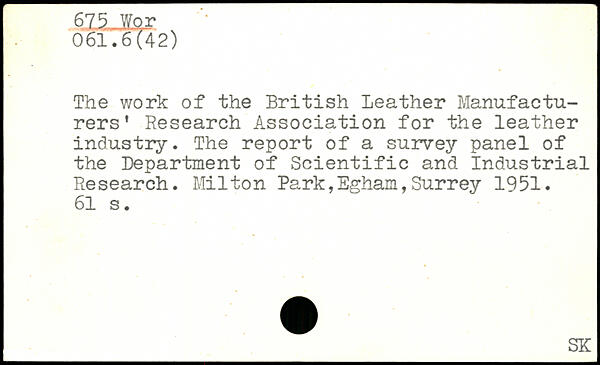 675 Wor
061.6(42)
The work of the British Leather Manufactu-
rers' Research Association for the leather
industry. The report of a survey panel of
the Department of Scientific and Industrial
Research. Milton Park,Egham,Surrey 1951.
61 s.
SK